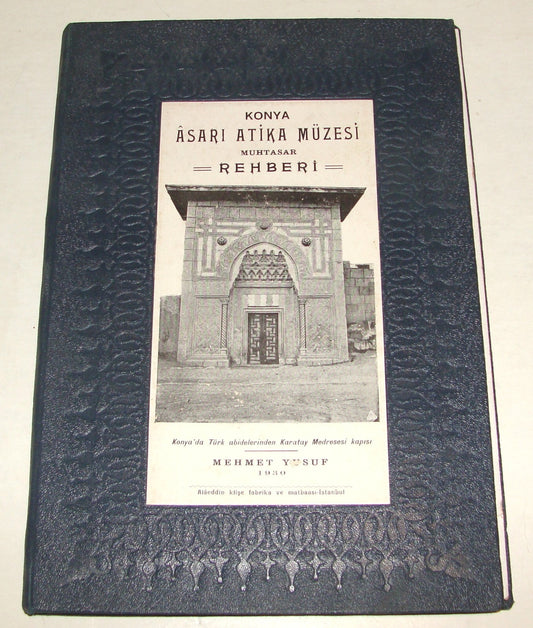 KONYA
ÂSARI ATİKA MÜZESİ
MUHTASAR
REHBERİ
Konya'da Türk abidelerinden Karatay Medresesi kapısı
MEHMET YUSUF
1930
Alâeddin klişe fabrika ve matbaası-İstanbul